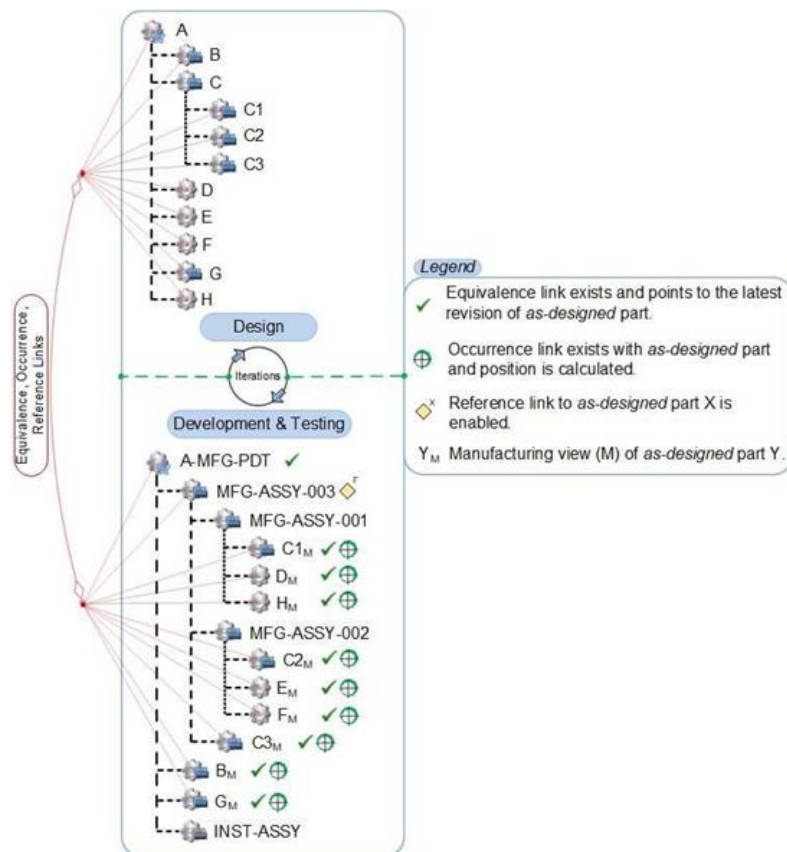 A
B
C
C1
C2
C3
D
E
F
G
H
Equivalence, Occurrence,
Reference Links
Design
Iterations
Development & Testing
A-MFG-PDT
MFG-ASSY-003
MFG-ASSY-001
C1M
DM
HM
MFG-ASSY-002
C2M
EM
FM
C3M
BM
GM
INST-ASSY
Legend
Equivalence link exists and points to the latest
revision of as-designed part.
Occurrence link exists with as-designed part
and position is calculated.
x
Reference link to as-designed part X is
enabled.
YM Manufacturing view (M) of as-designed part Y.